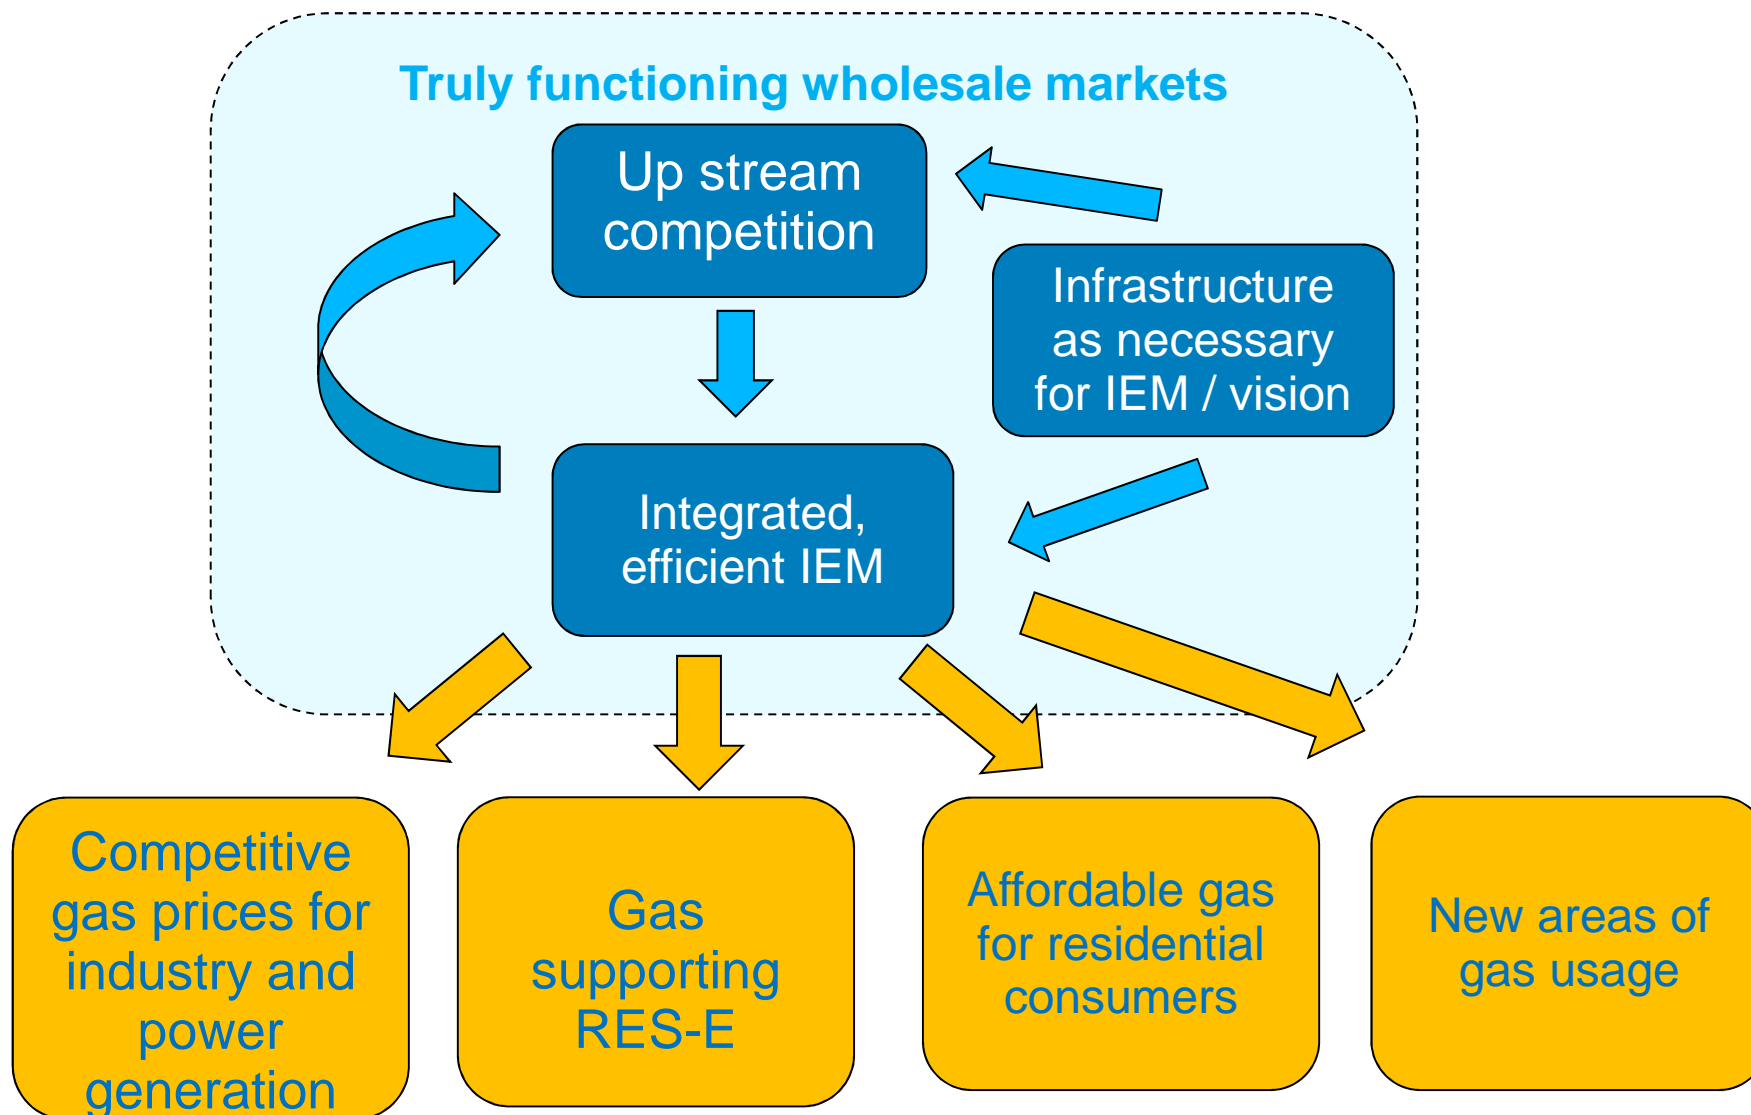 Truly functioning wholesale markets
Up stream
competition
Infrastructure
as necessary
for IEM / vision
Integrated,
efficient IEM
Competitive
gas prices for
industry and
power
generation
Gas
supporting
RES-E
Affordable gas
for residential
consumers
New areas of
gas usage